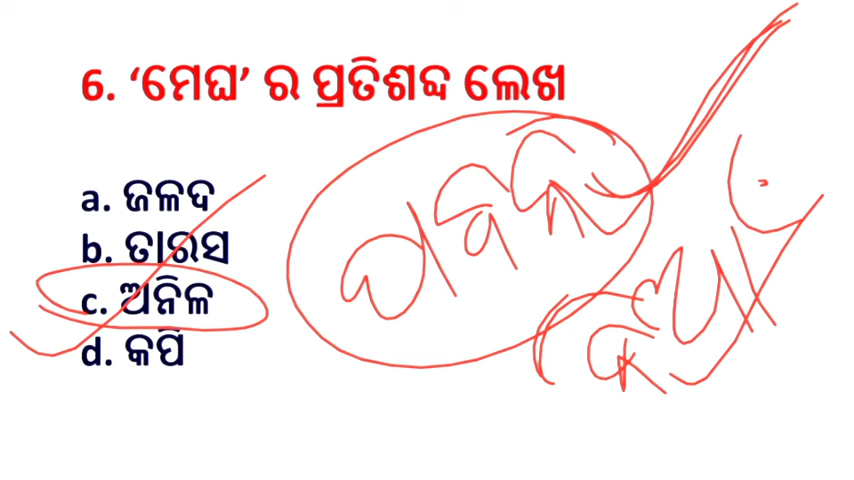 6. ‘ମେଘ’ ର ପ୍ରତିଶବ୍ଦ ଲେଖ
a. ଜଳଦ
b. ତାରସ
c. ଅନିଳ
d. କପି